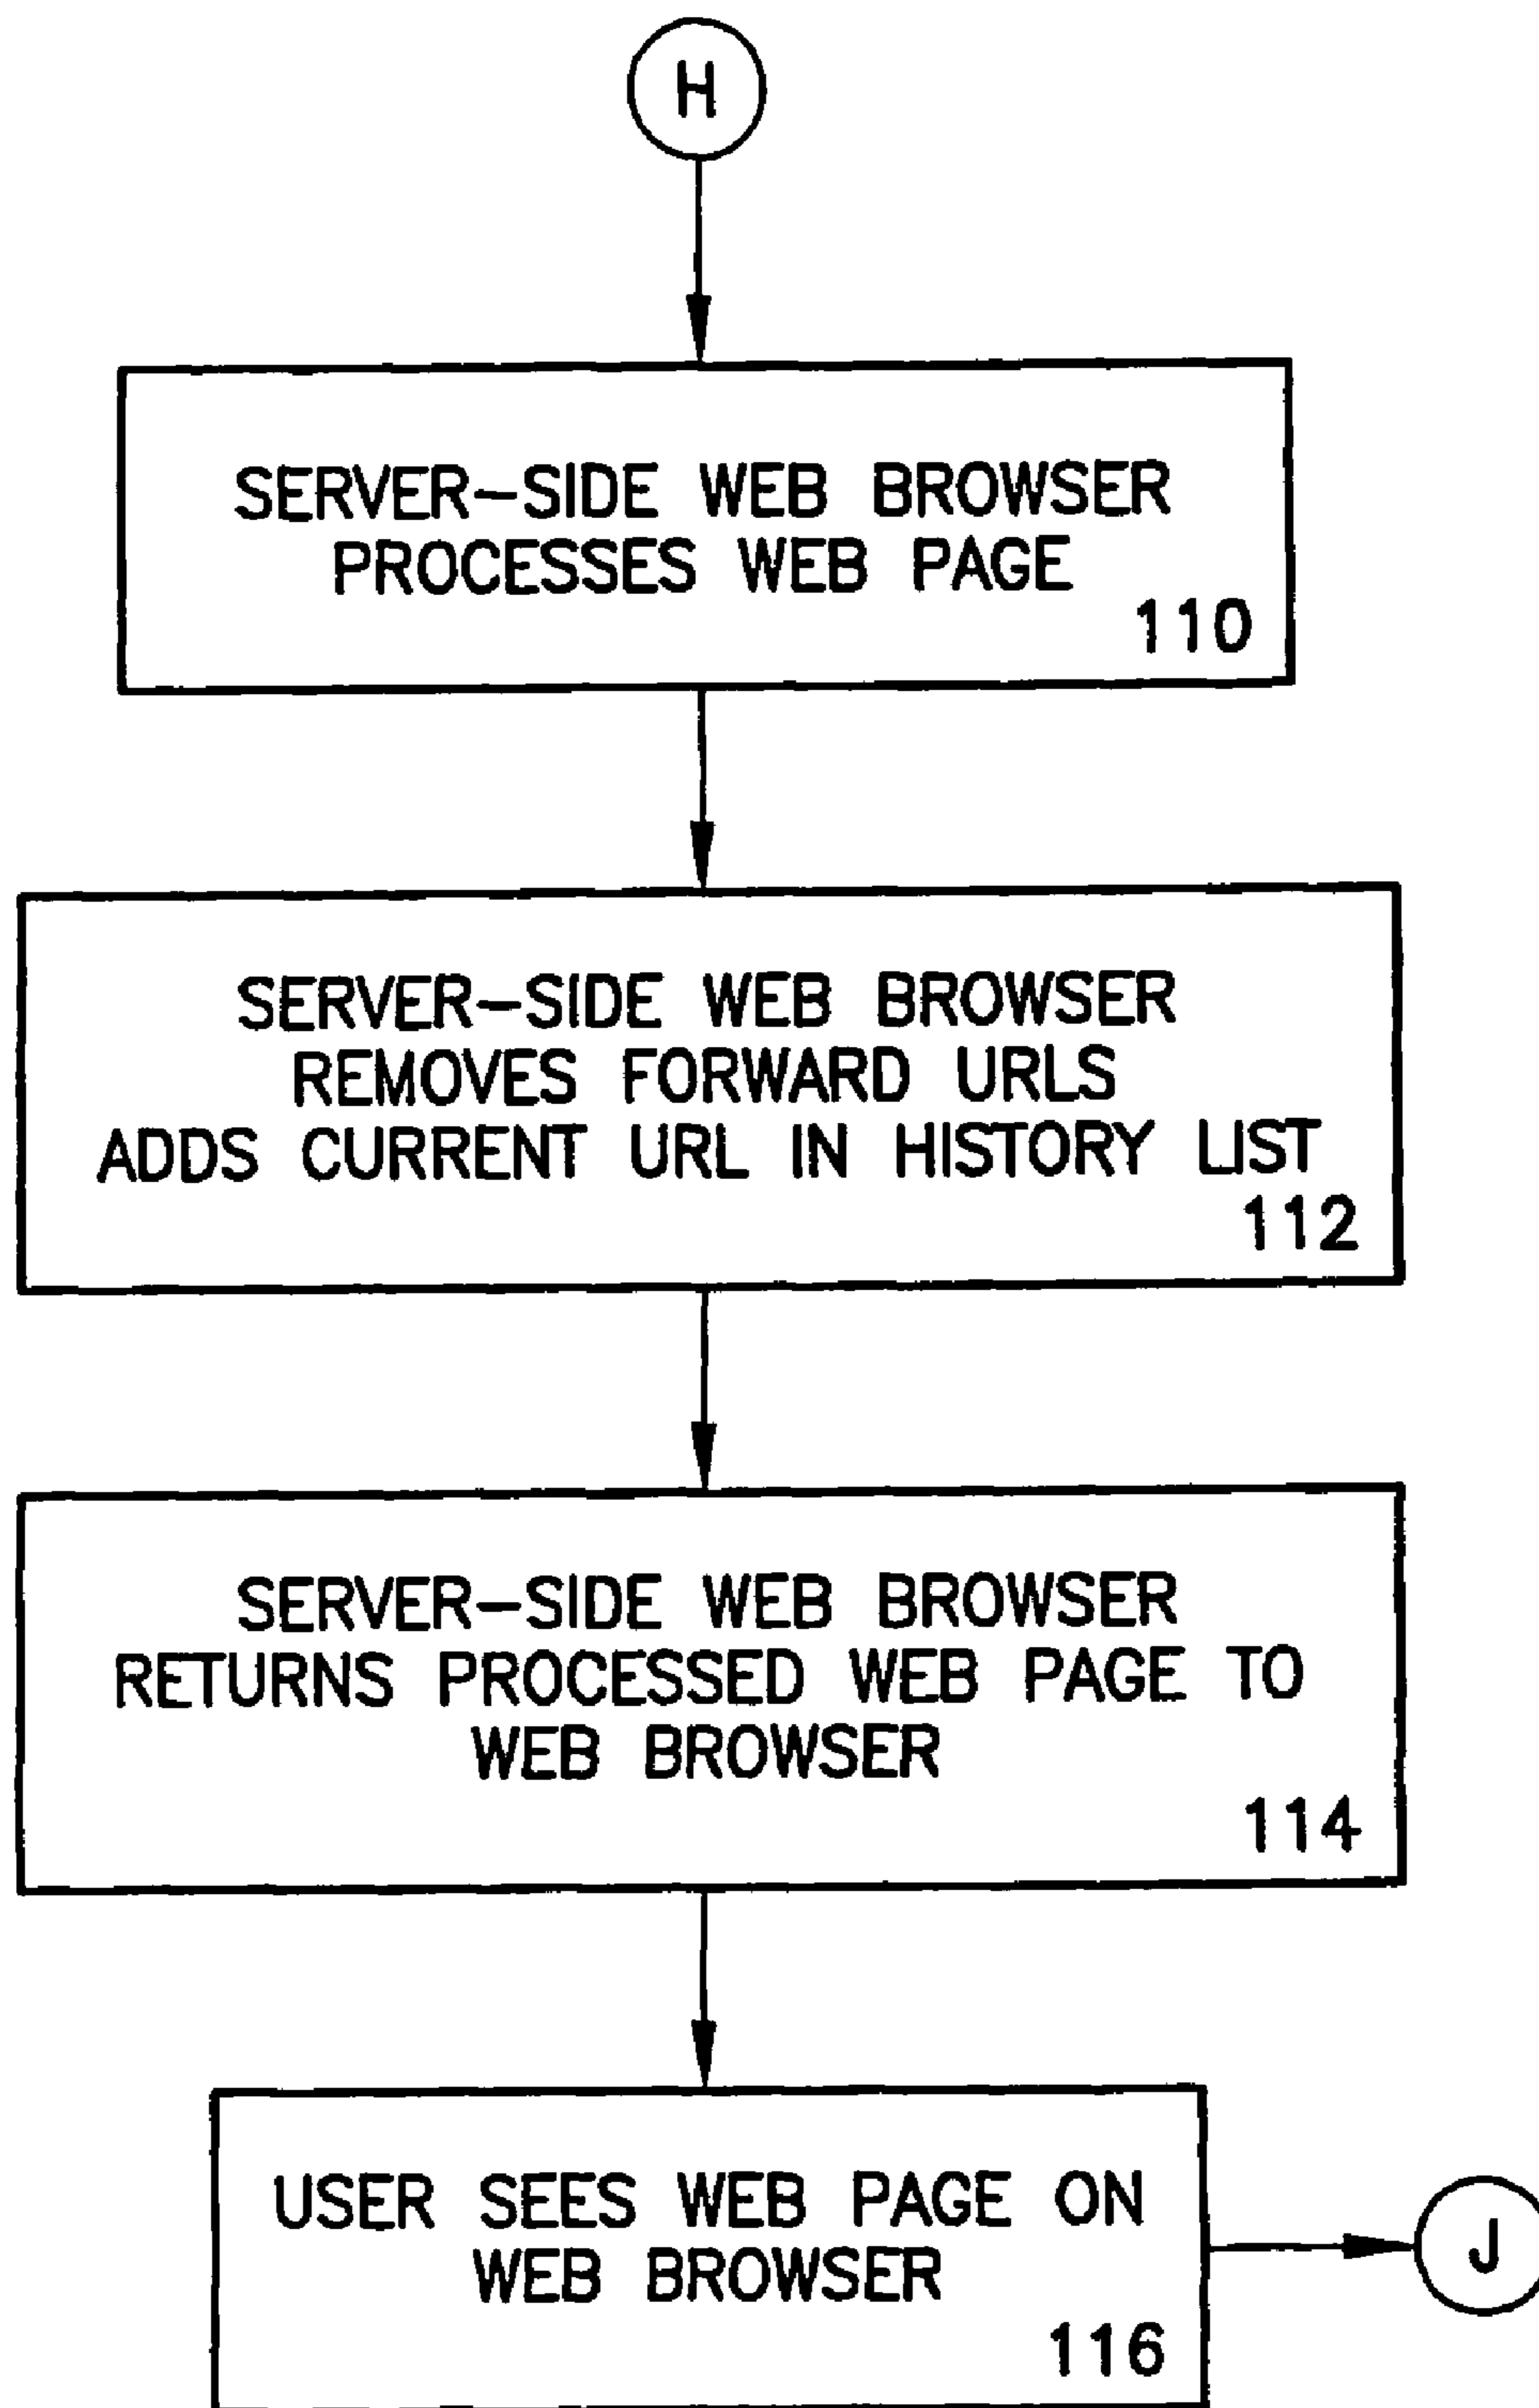 H
SERVER-SIDE WEB BROWSER
PROCESSES WEB PAGE
110
SERVER-SIDE WEB BROWSER
REMOVES FORWARD URLS
ADDS CURRENT URL IN HISTORY LIST
112
SERVER-SIDE WEB BROWSER
RETURNS PROCESSED WEB PAGE TO
WEB BROWSER
114
USER SEES WEB PAGE ON
WEB BROWSER
116
J